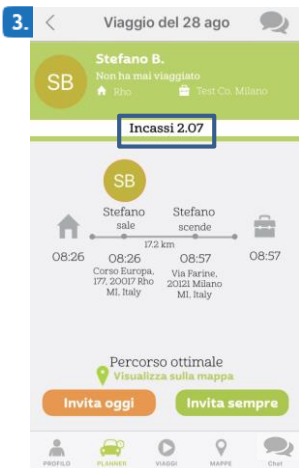 3.
Viaggio del 28 ago
SB
Stefano B.
Non ha mai viaggiato
Rho Test Co. Milano
Incassi 2.07
SB
Stefano sale
Stefano scende
17.2 km
08:26
08:26
Corso Europa,
177, 20017 Rho
MI, Italy
08:57
Via Farine,
20121 Milano
MI, Italy
08:57
Percorso ottimale
Visualizza sulla mappa
Invita oggi
Invita sempre
PROFILO PLANNER VIAGGI MAPPE Chat